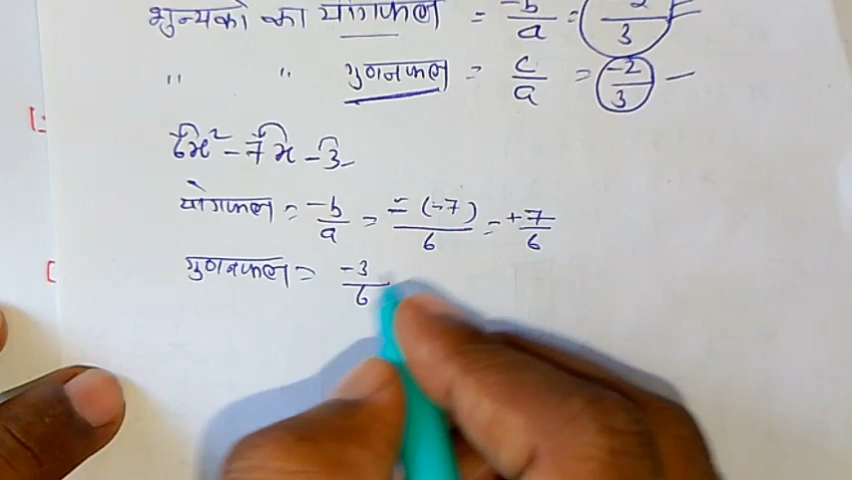 शुन्यको का योगफल = -b/a = 2/3
" " गुणनफल = c/a = -2/3 -
6x² - 7x - 3
योगफल = -b/a = -(-7)/6 = +7/6
गुणनफल = -3/6